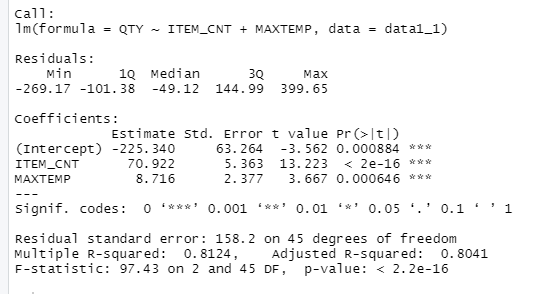 Call:
lm(formula = QTY ~ ITEM_CNT + MAXTEMP, data = data1_1)
Residuals:
Min 1Q Median 3Q Max
-269.17 -101.38 -49.12 144.99 399.65
Coefficients:
Estimate Std. Error t value Pr(>|t|)
(Intercept) -225.340 63.264 -3.562 0.000884 ***
ITEM_CNT 70.922 5.363 13.223 < 2e-16 ***
MAXTEMP 8.716 2.377 3.667 0.000646 ***
---
Signif. codes: 0 ‘***’ 0.001 ‘**’ 0.01 ‘*’ 0.05 ‘.’ 0.1 ‘ ’ 1
Residual standard error: 158.2 on 45 degrees of freedom
Multiple R-squared: 0.8124, Adjusted R-squared: 0.8041
F-statistic: 97.43 on 2 and 45 DF, p-value: < 2.2e-16